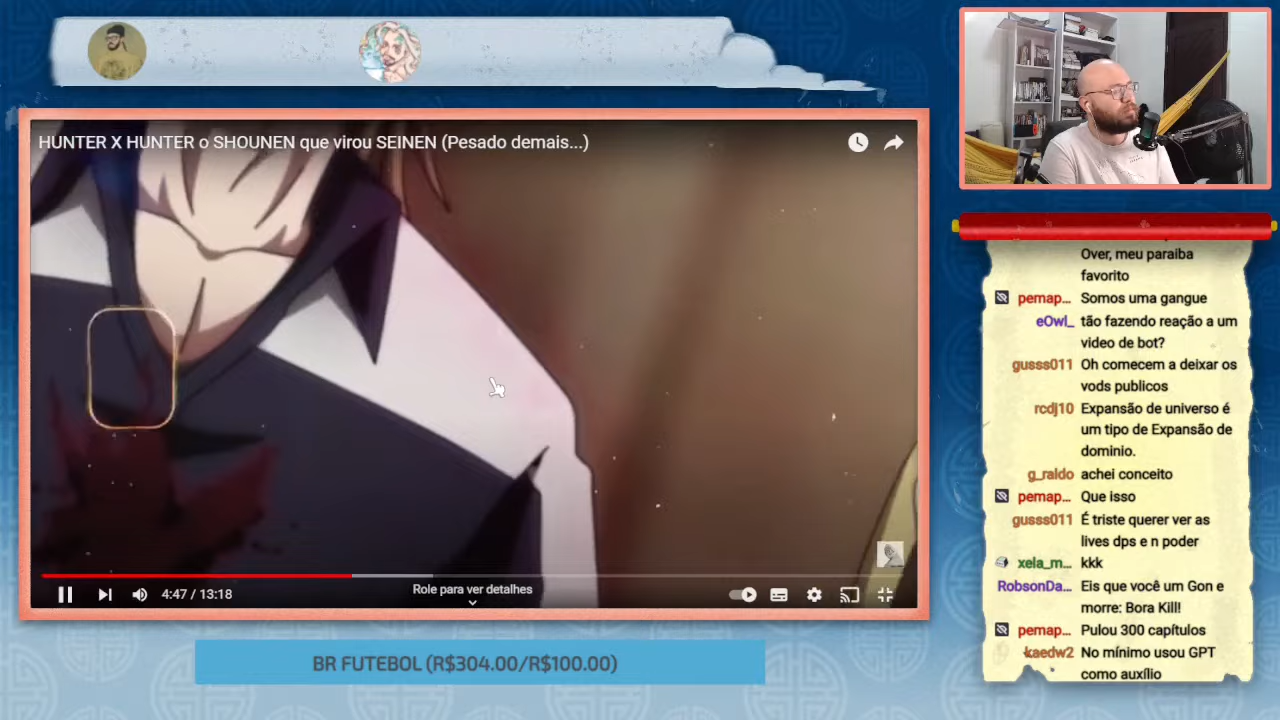 HUNTER X HUNTER o SHOUNEN que virou SEINEN (Pesado demais...)
4:47 / 13:18
Role para ver detalhes
BR FUTEBOL (R$304.00/R$100.00)
Over, meu paraiba
favorito
pemap... Somos uma gangue
eOwl_ tão fazendo reação a um
video de bot?
gusss011 Oh comecem a deixar os
vods publicos
rcdj10 Expansão de universo é
um tipo de Expansão de
dominio.
g_raldo achei conceito
pemap... Que isso
gusss011 É triste querer ver as
lives dps e n poder
xela_m... kkk
RobsonDa... Eis que você um Gon e
morre: Bora Kill!
pemap... Pulou 300 capítulos
kaedw2 No mínimo usou GPT
como auxílio